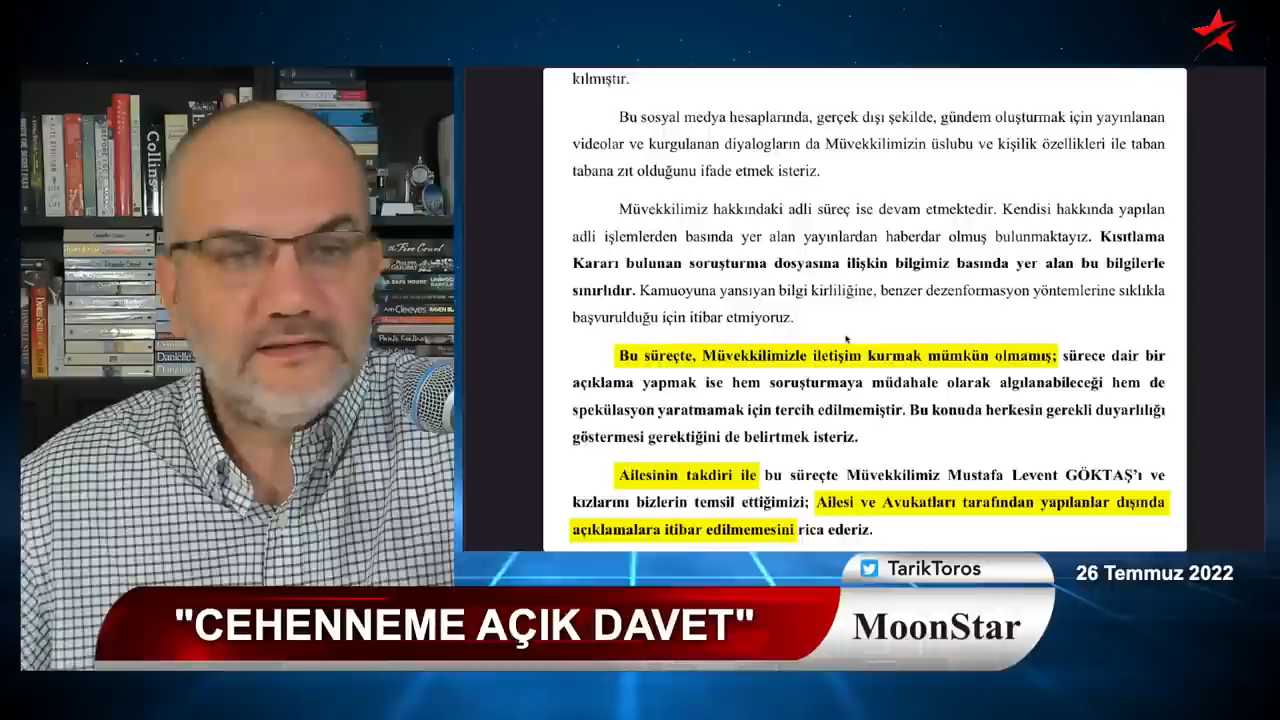 kılmıştır.
Bu sosyal medya hesaplarında, gerçek dışı şekilde, gündem oluşturmak için yayınlanan
videolar ve kurgulanan diyalogların da Müvekkilimizin üslubu ve kişilik özellikleri ile taban
tabana zıt olduğunu ifade etmek isteriz.
Müvekkilimiz hakkındaki adli süreç ise devam etmektedir. Kendisi hakkında yapılan
adli işlemlerden basında yer alan yayınlardan haberdar olmuş bulunmaktayız. Kısıtlama
Kararı bulunan soruşturma dosyasına ilişkin bilgimiz basında yer alan bu bilgilerle
sınırlıdır. Kamuoyuna yansıyan bilgi kirliliğine, benzer dezenformasyon yöntemlerine sıklıkla
başvurulduğu için itibar etmiyoruz.
Bu süreçte, Müvekkilimizle iletişim kurmak mümkün olmamış; sürece dair bir
açıklama yapmak ise hem soruşturmaya müdahale olarak algılanabileceği hem de
spekülasyon yaratmamak için tercih edilmemiştir. Bu konuda herkesin gerekli duyarlılığı
göstermesi gerektiğini de belirtmek isteriz.
Ailesinin takdiri ile bu süreçte Müvekkilimiz Mustafa Levent GÖKTAŞ'ı ve
kızlarını bizlerin temsil ettiğimizi; Ailesi ve Avukatları tarafından yapılanlar dışında
açıklamalara itibar edilmemesini rica ederiz.
Collins
The First Court
TarikToros
26 Temmuz 2022
"CEHENNEME AÇIK DAVET"
MoonStar